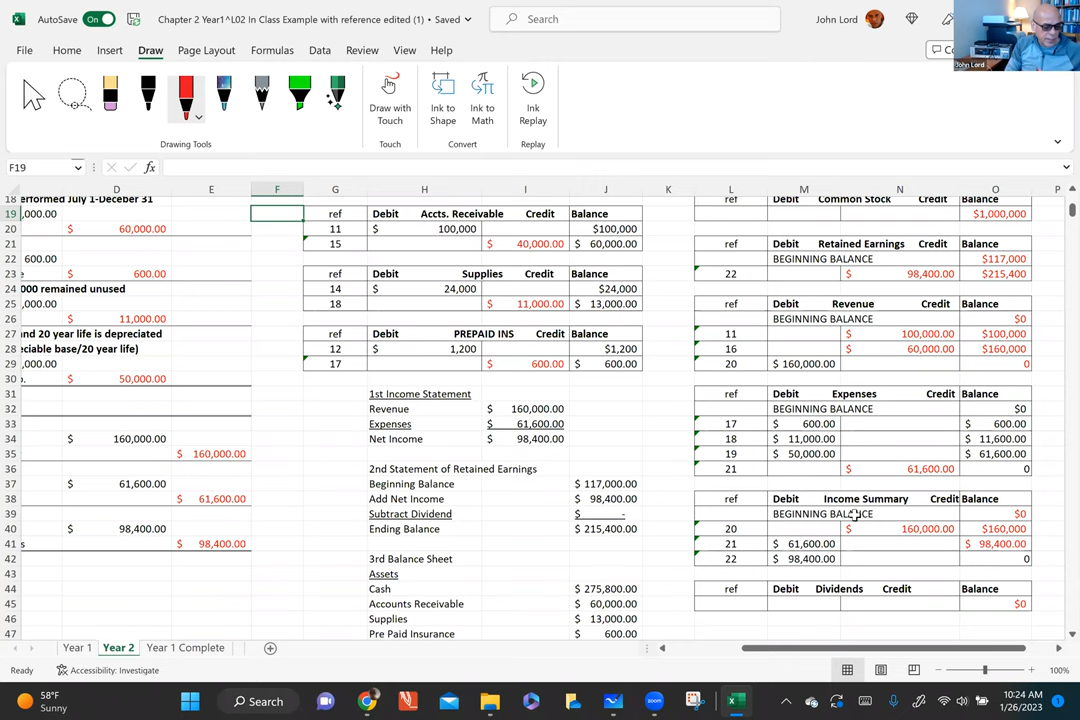 AutoSave On Chapter 2 Year1^L02 In Class Example with reference edited (1) • Saved Search John Lord
File Home Insert Draw Page Layout Formulas Data Review View Help
John Lord
Draw with Touch Ink to Shape Ink to Math Ink Replay
Drawing Tools Touch Convert Replay
F19 fx
D E F G H I J K L M N O P
18 erformed July 1-Deceber 31 ref Debit Common Stock Credit Balance
19 ,000.00 ref Debit Accts. Receivable Credit Balance $1,000,000
20 $ 60,000.00 11 $ 100,000 $100,000
21 15 $ 40,000.00 $ 60,000.00 ref Debit Retained Earnings Credit Balance
22 600.00 BEGINNING BALANCE $117,000
23 $ 600.00 ref Debit Supplies Credit Balance 22 $ 98,400.00 $215,400
24 000 remained unused 14 $ 24,000 $24,000
25 ,000.00 18 $ 11,000.00 $ 13,000.00 ref Debit Revenue Credit Balance
26 $ 11,000.00 BEGINNING BALANCE $0
27 and 20 year life is depreciated ref Debit PREPAID INS Credit Balance 11 $ 100,000.00 $100,000
28 eciable base/20 year life) 12 $ 1,200 $1,200 16 $ 60,000.00 $160,000
29 ,000.00 17 $ 600.00 $ 600.00 20 $ 160,000.00 0
30 p. $ 50,000.00
31 1st Income Statement ref Debit Expenses Credit Balance
32 Revenue $ 160,000.00 BEGINNING BALANCE $0
33 Expenses $ 61,600.00 17 $ 600.00 $ 600.00
34 $ 160,000.00 Net Income $ 98,400.00 18 $ 11,000.00 $ 11,600.00
35 $ 160,000.00 19 $ 50,000.00 $ 61,600.00
36 2nd Statement of Retained Earnings 21 $ 61,600.00 0
37 $ 61,600.00 Beginning Balance $ 117,000.00
38 $ 61,600.00 Add Net Income $ 98,400.00 ref Debit Income Summary Credit Balance
39 Subtract Dividend $ - BEGINNING BALANCE $0
40 $ 98,400.00 Ending Balance $ 215,400.00 20 $ 160,000.00 $160,000
41 s $ 98,400.00 21 $ 61,600.00 $ 98,400.00
42 3rd Balance Sheet 22 $ 98,400.00 0
43 Assets
44 Cash $ 275,800.00 ref Debit Dividends Credit Balance
45 Accounts Receivable $ 60,000.00 $0
46 Supplies $ 13,000.00
47 Pre Paid Insurance $ 600.00
Year 1 Year 2 Year 1 Complete
Ready Accessibility: Investigate 100%
58°F
Sunny
Search
10:24 AM
1/26/2023